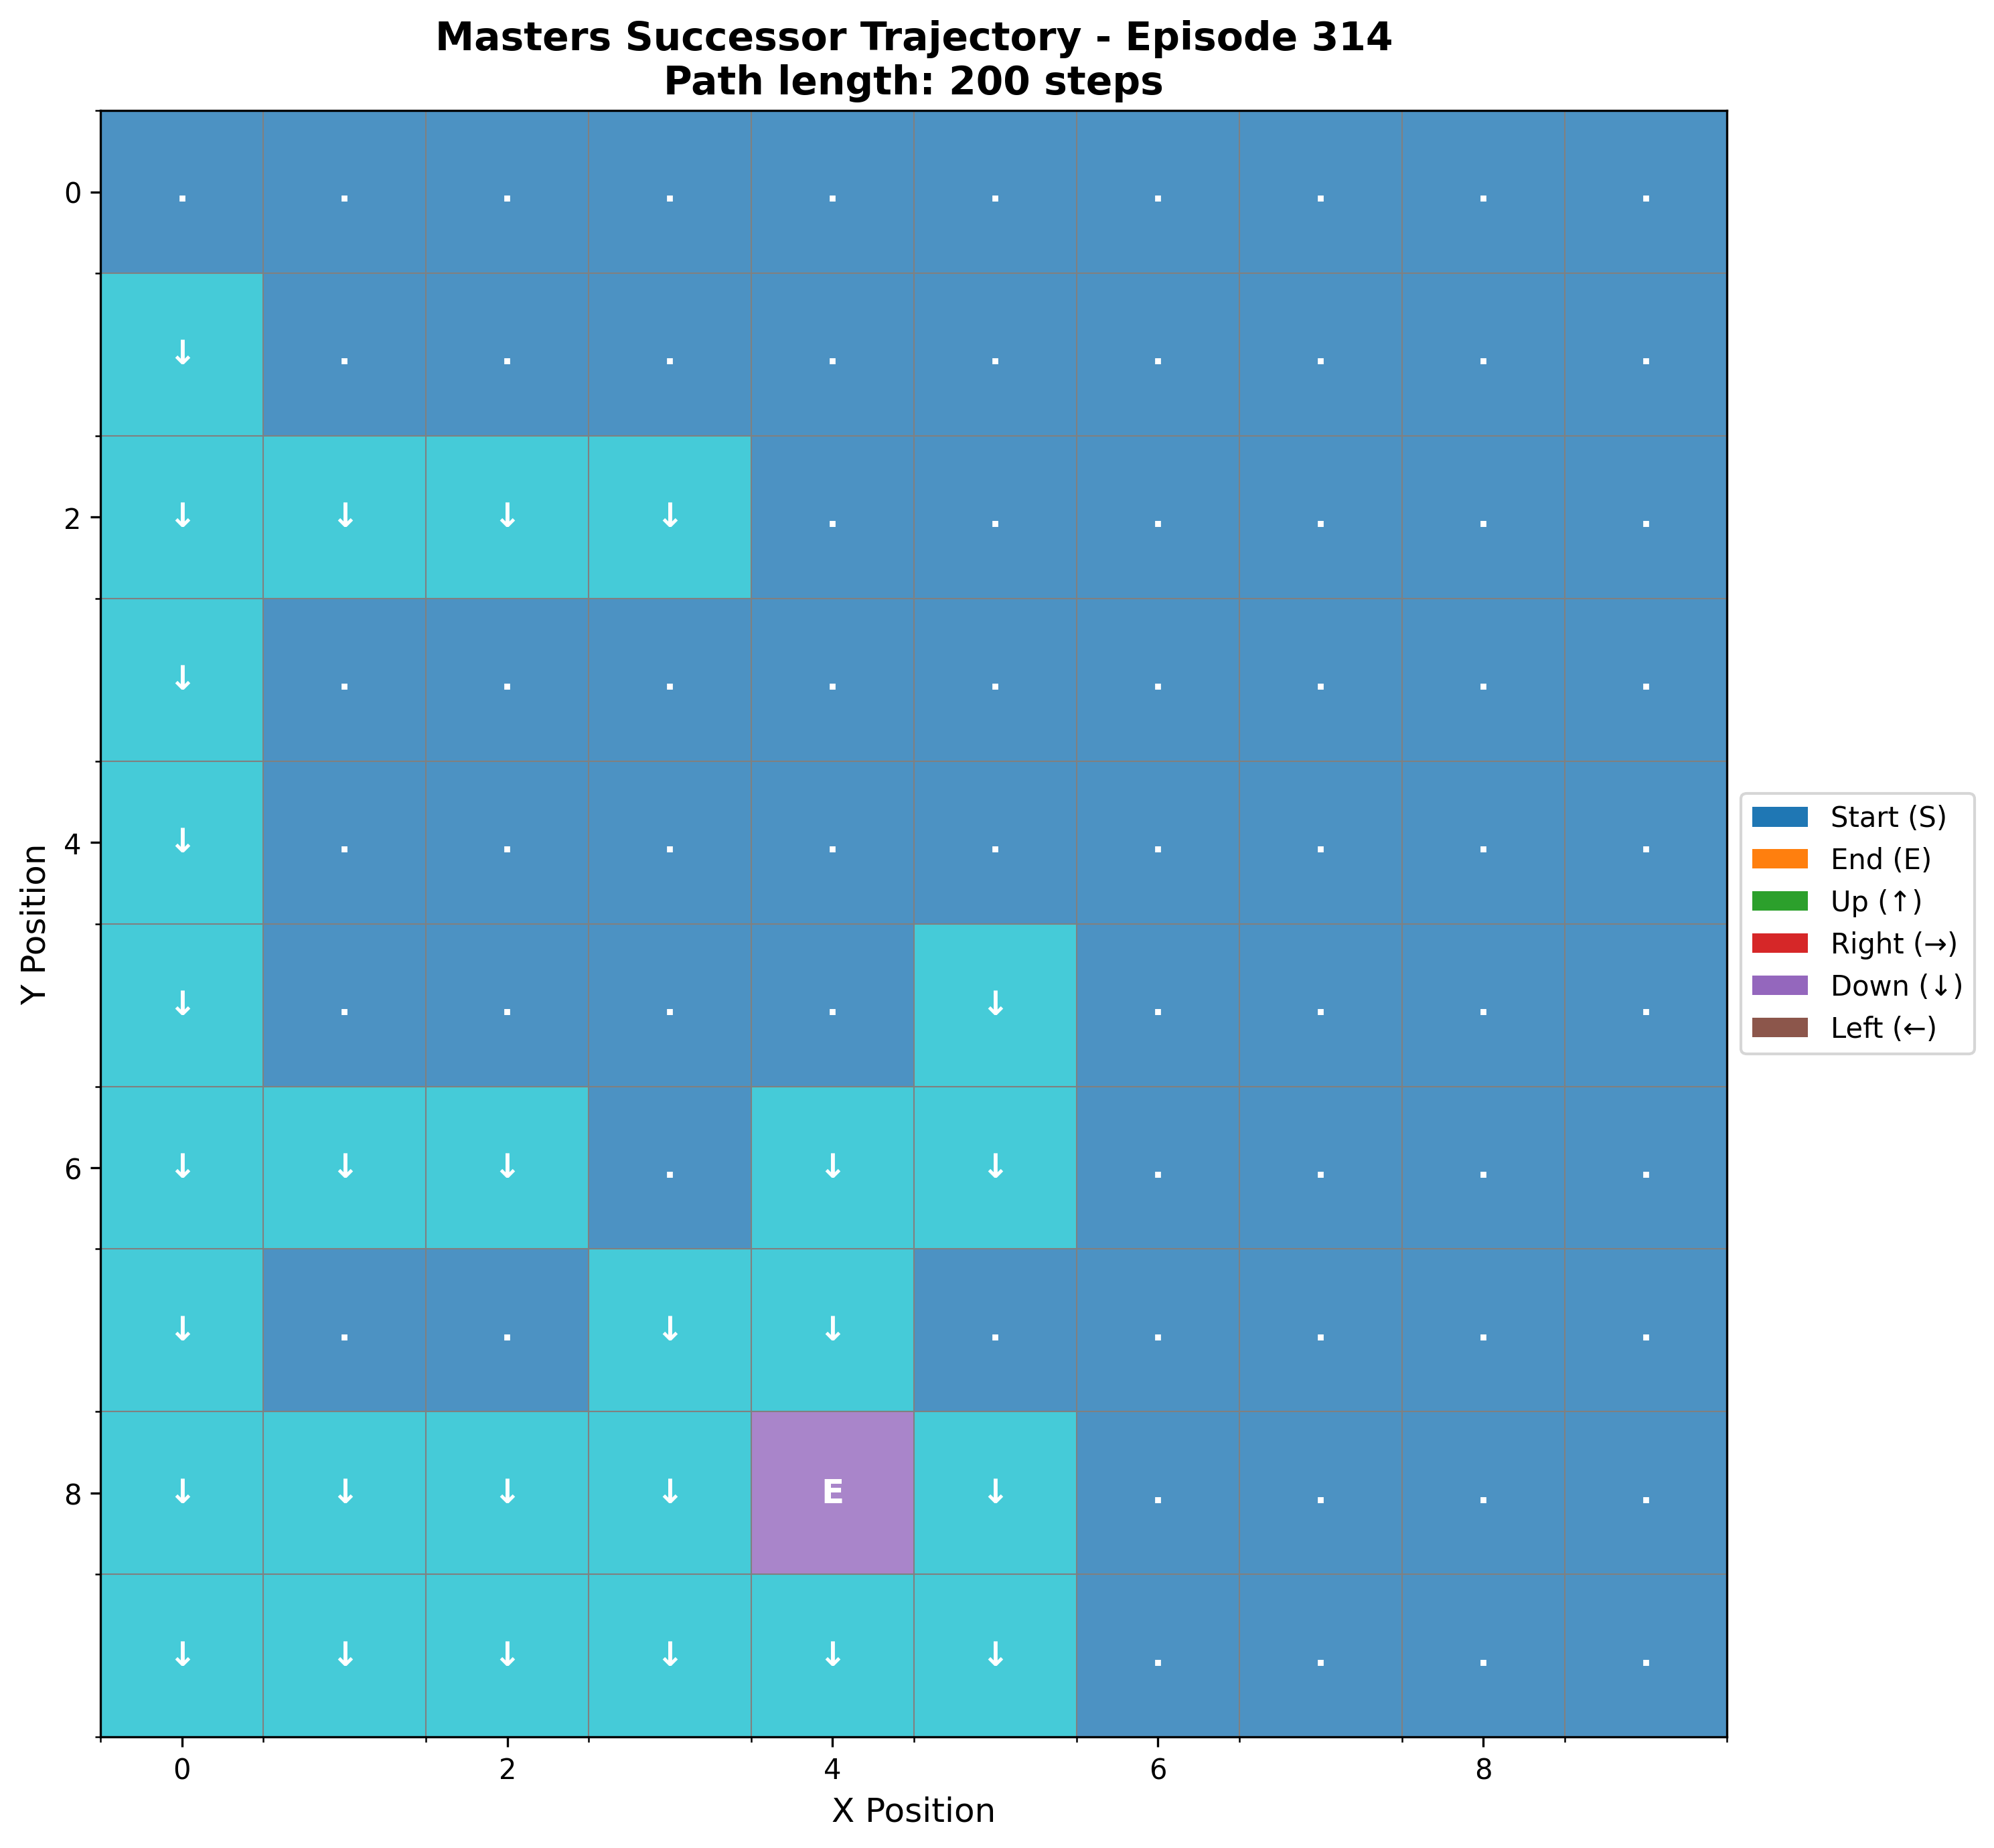 Masters Successor Trajectory - Episode 314
Path length: 200 steps
0 . . . . . . . . . .
↓ . . . . . . . . .
2 ↓ ↓ ↓ ↓ . . . . . .
↓ . . . . . . . . .
4 ↓ . . . . . . . . .
↓ . . . . ↓ . . . .
6 ↓ ↓ ↓ . ↓ ↓ . . . .
↓ . . ↓ ↓ . . . . .
8 ↓ ↓ ↓ ↓ E ↓ . . . .
↓ ↓ ↓ ↓ ↓ ↓ . . . .
0 2 4 6 8
X Position
Y Position
Start (S)
End (E)
Up (↑)
Right (→)
Down (↓)
Left (←)